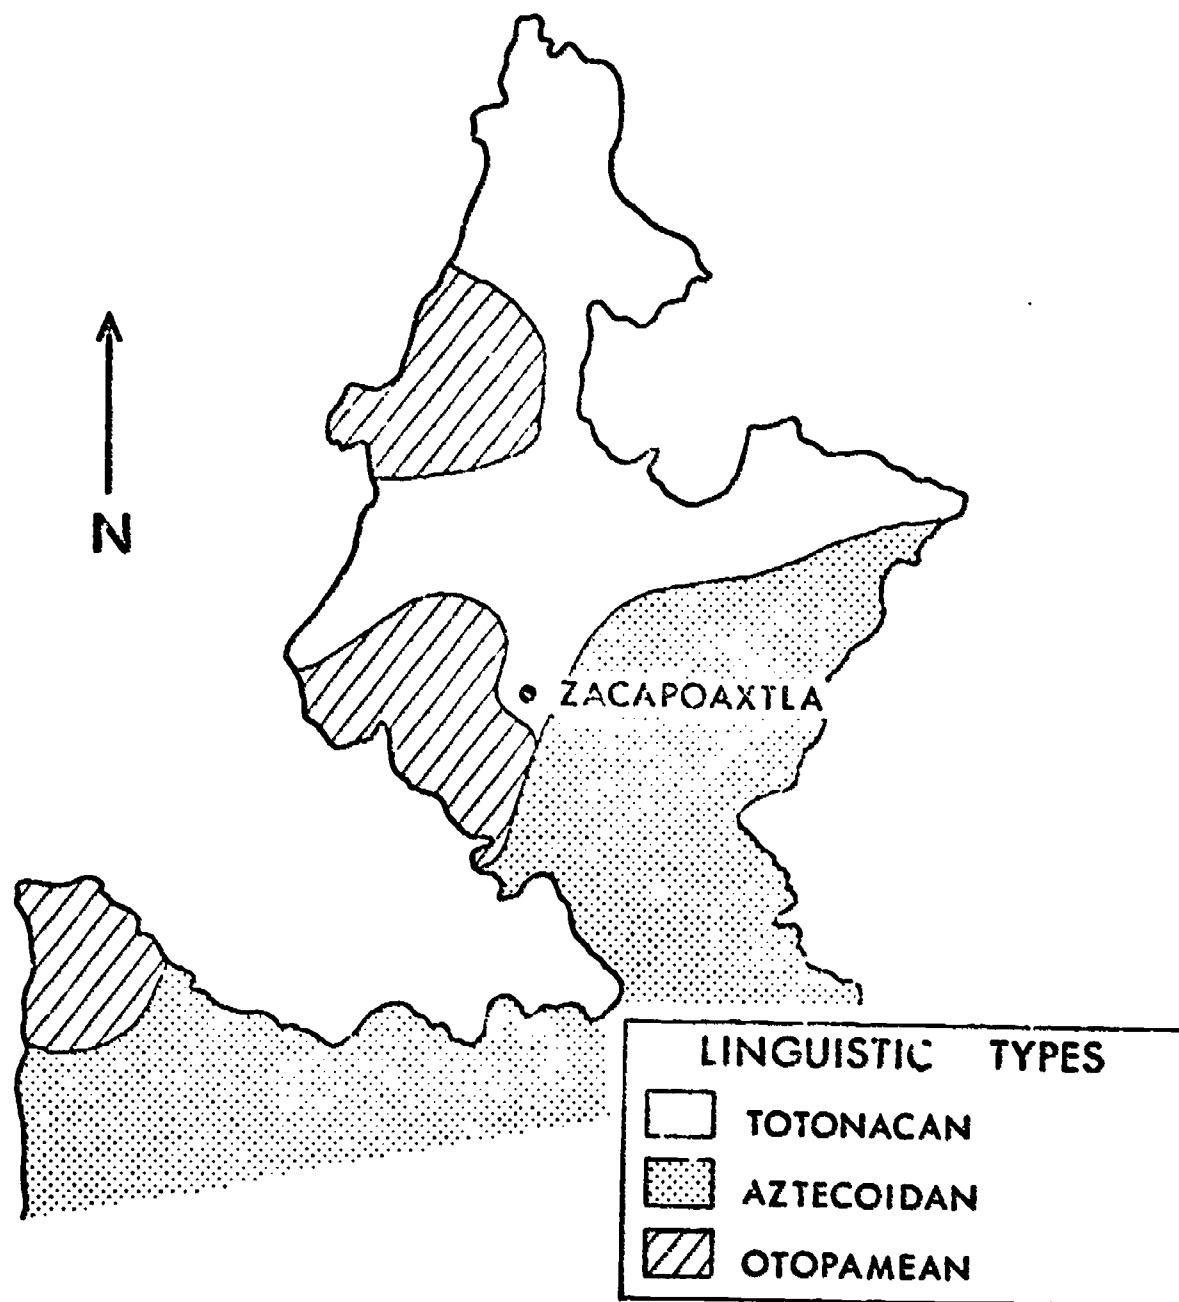 N
ZACAPOAXTLA
LINGUISTIC TYPES
TOTONACAN
AZTECOIDAN
OTOPAMEAN